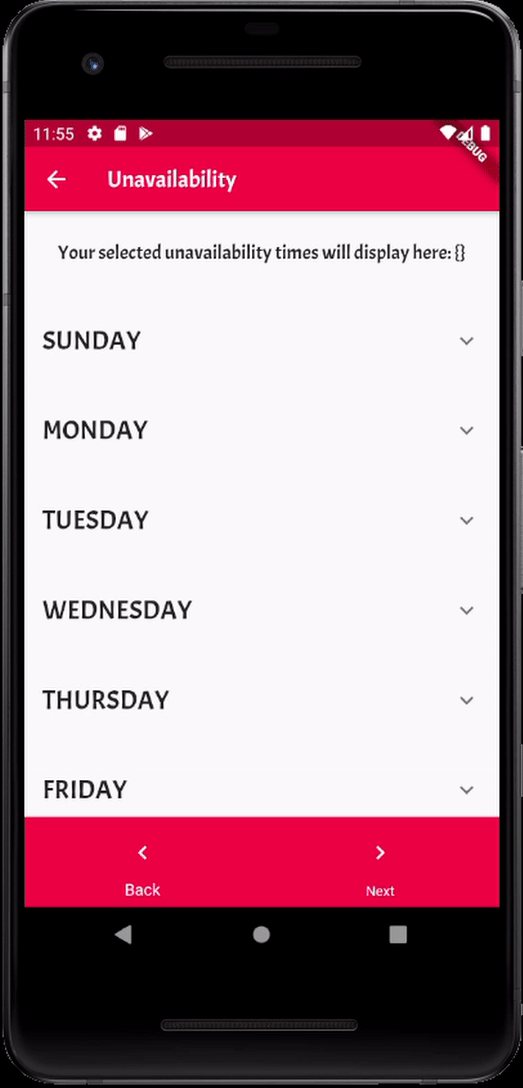 11:55
DEBUG
Unavailability
Your selected unavailability times will display here: {}
SUNDAY
MONDAY
TUESDAY
WEDNESDAY
THURSDAY
FRIDAY
Back Next